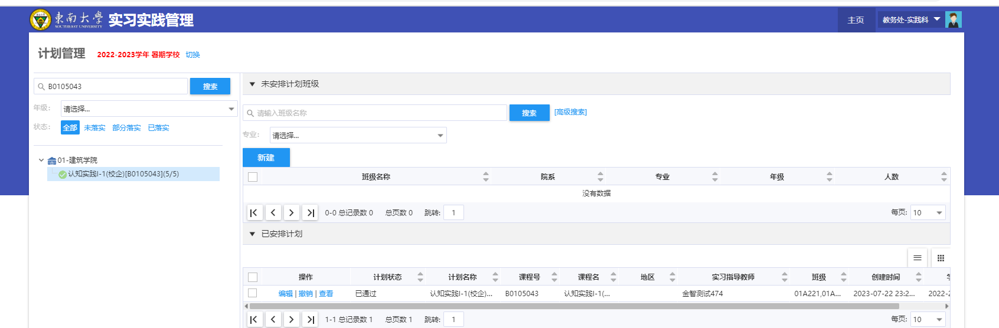 東南大學 实习实践管理
SOUTHEAST UNIVERSITY
主页 教务处-实践科
计划管理 2022-2023学年 暑期学校 切换
B0105043 搜索
年级: 请选择...
状态: 全部 未落实 部分落实 已落实
01-建筑学院
认知实践I-1(校企)[B0105043](5/5)
未安排计划班级
请输入班级名称 搜索 [高级搜索]
专业: 请选择...
新建
班级名称 院系 专业 年级 人数
没有数据
0-0 总记录数 0 总页数 0 跳转: 1 每页: 10
已安排计划
操作 计划状态 计划名称 课程号 课程名 地区 实习指导教师 班级 创建时间
编辑 | 撤销 | 查看 已通过 认知实践I-1(校企)... B0105043 认知实践I-1(... 金智测试474 01A221,01A... 2023-07-22 23:2... 2022-2
1-1 总记录数 1 总页数 1 跳转: 1 每页: 10